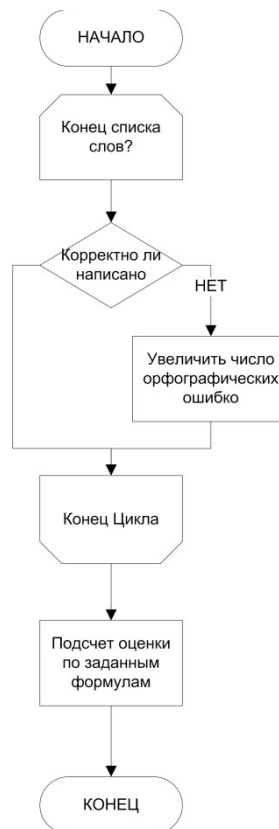 НАЧАЛО
Конец списка
слов?
Корректно ли
написано
НЕТ
Увеличить число
орфографических
ошибко
Конец Цикла
Подсчет оценки
по заданным
формулам
КОНЕЦ